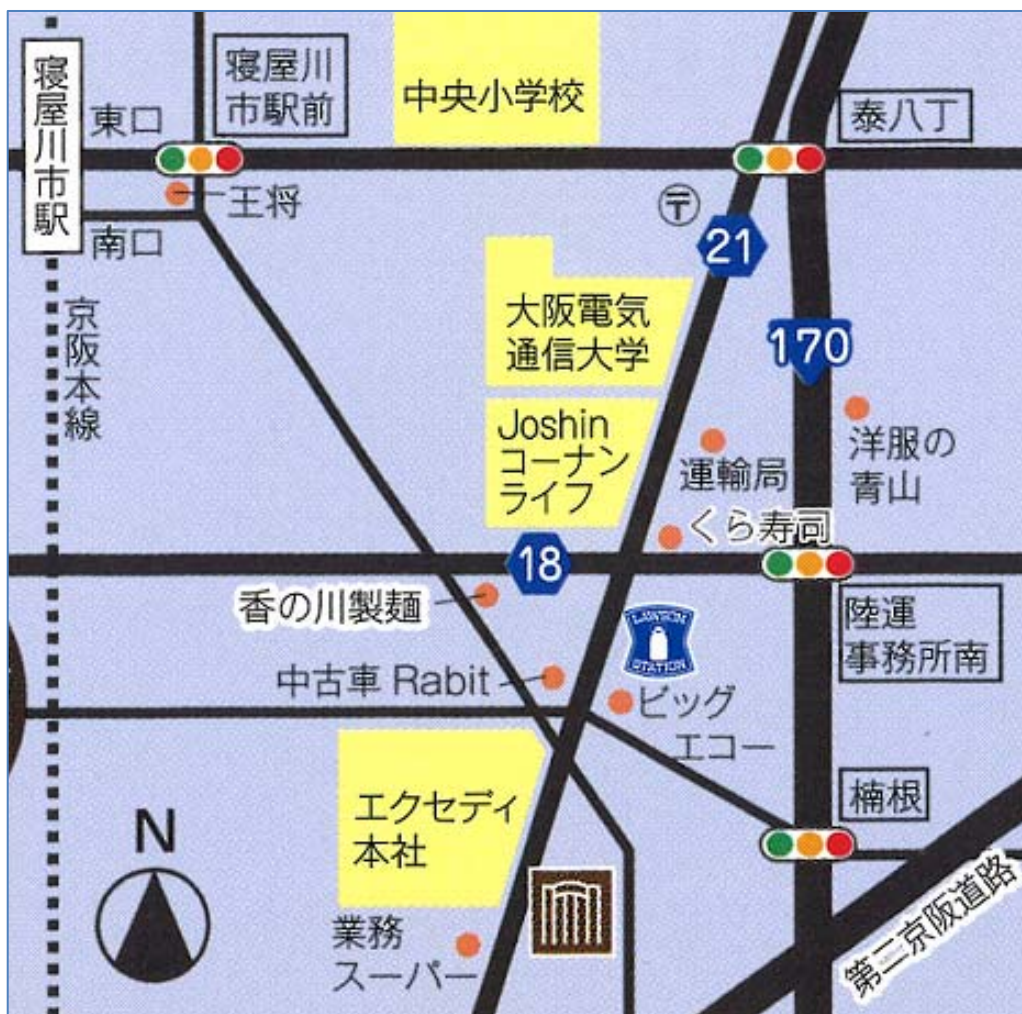 寝屋川市駅
東口
南口
寝屋川
市駅前
中央小学校
泰八丁
王将
〒
21
京阪本線
大阪電気
通信大学
170
Joshin
コーナン
ライフ
運輸局
洋服の
青山
くら寿司
18
香の川製麺
LAWSON
STATION
陸運
事務所南
中古車 Rabit
ビッグ
エコー
エクセディ
本社
楠根
N
業務
スーパー
第二京阪道路